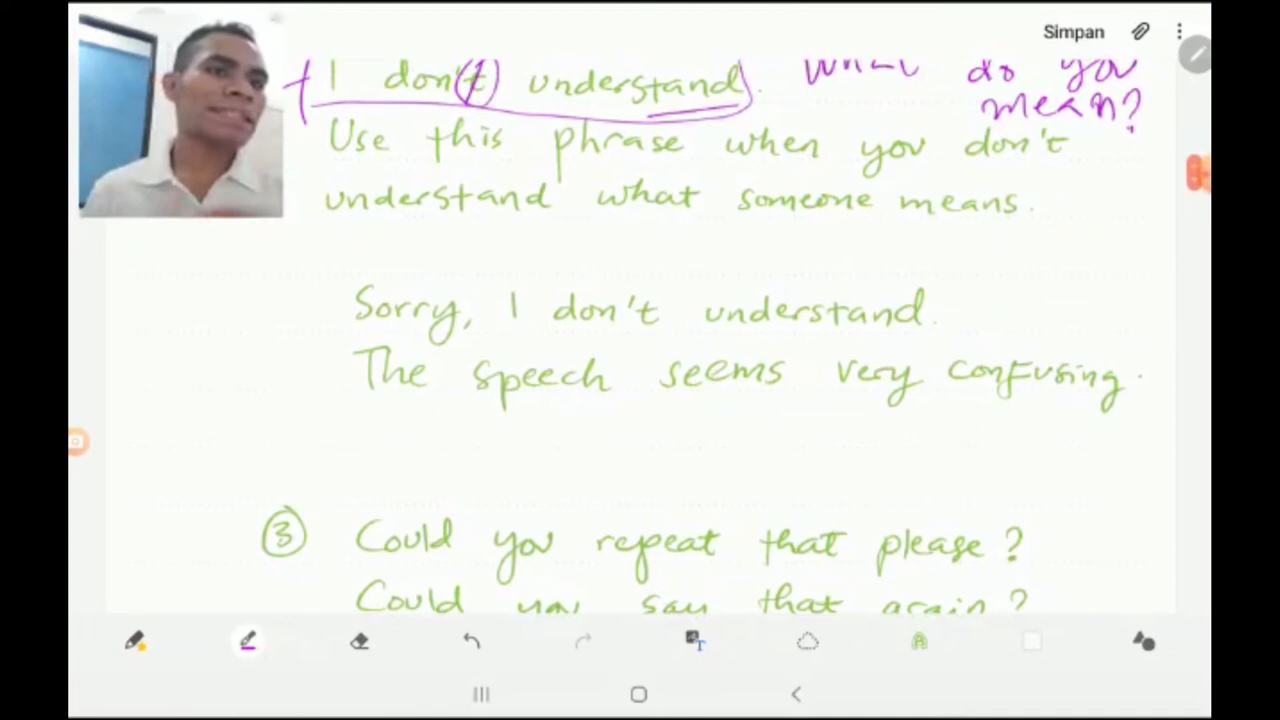 Simpan
I don't understand.
What do you
mean?
Use this phrase when you don't
understand what someone means.
Sorry, I don't understand.
The speech seems very confusing.
3 Could you repeat that please?
Could you say that again?